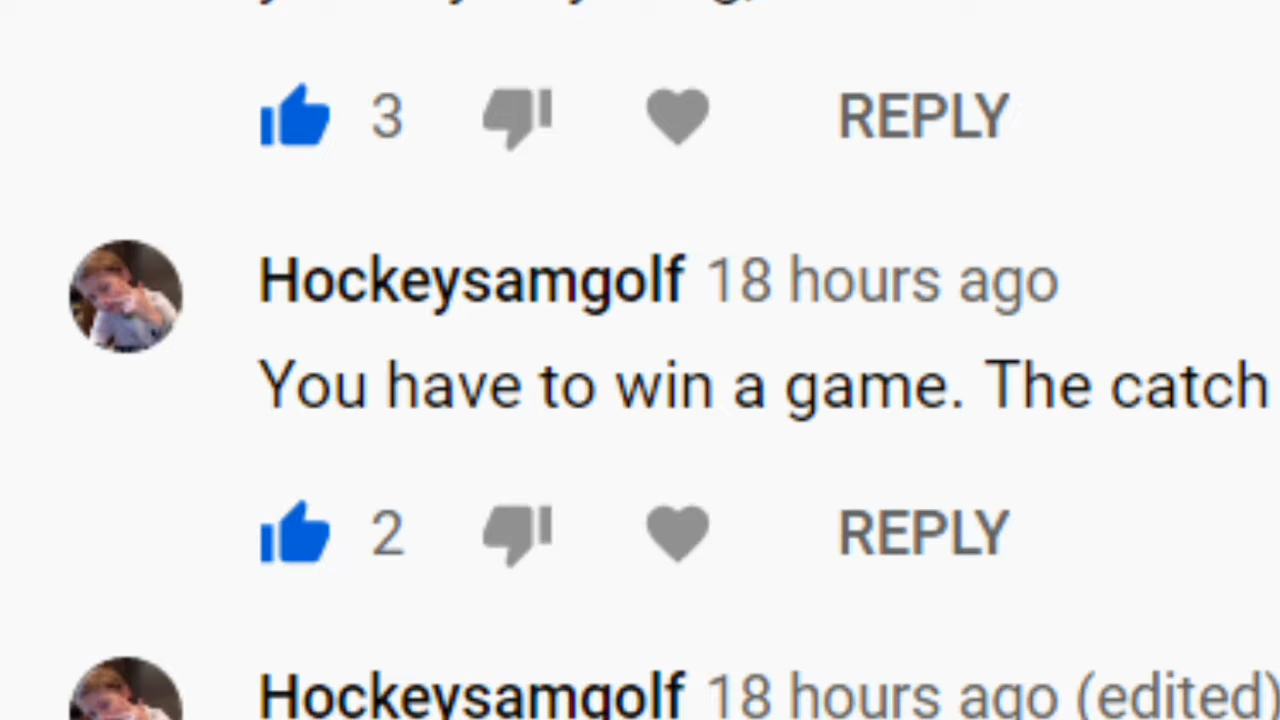 3 REPLY
Hockeysamgolf 18 hours ago
You have to win a game. The catch
2 REPLY
Hockeysamgolf 18 hours ago (edited)